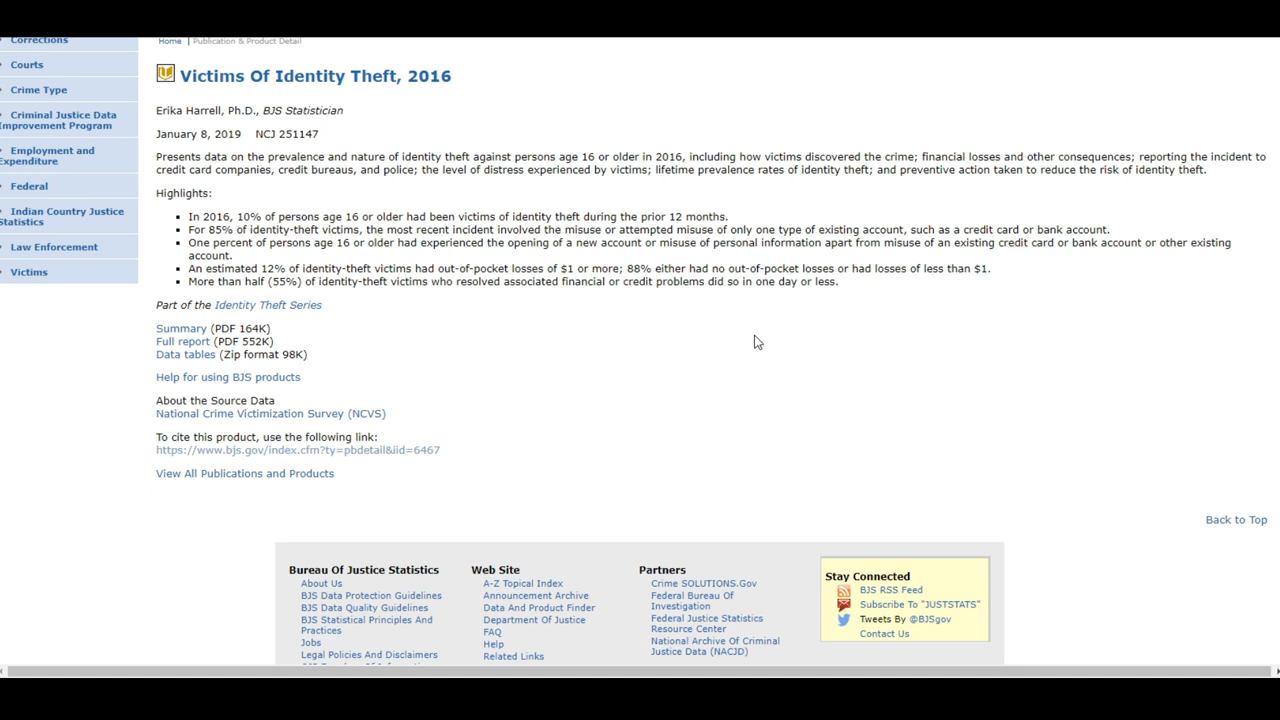 Corrections
Courts
Crime Type
Criminal Justice Data
Improvement Program
Employment and
Expenditure
Federal
Indian Country Justice
Statistics
Law Enforcement
Victims
Home | Publication & Product Detail
Victims Of Identity Theft, 2016
Erika Harrell, Ph.D., BJS Statistician
January 8, 2019 NCJ 251147
Presents data on the prevalence and nature of identity theft against persons age 16 or older in 2016, including how victims discovered the crime; financial losses and other consequences; reporting the incident to
credit card companies, credit bureaus, and police; the level of distress experienced by victims; lifetime prevalence rates of identity theft; and preventive action taken to reduce the risk of identity theft.
Highlights:
In 2016, 10% of persons age 16 or older had been victims of identity theft during the prior 12 months.
For 85% of identity-theft victims, the most recent incident involved the misuse or attempted misuse of only one type of existing account, such as a credit card or bank account.
One percent of persons age 16 or older had experienced the opening of a new account or misuse of personal information apart from misuse of an existing credit card or bank account or other existing
account.
An estimated 12% of identity-theft victims had out-of-pocket losses of $1 or more; 88% either had no out-of-pocket losses or had losses of less than $1.
More than half (55%) of identity-theft victims who resolved associated financial or credit problems did so in one day or less.
Part of the Identity Theft Series
Summary (PDF 164K)
Full report (PDF 552K)
Data tables (Zip format 98K)
Help for using BJS products
About the Source Data
National Crime Victimization Survey (NCVS)
To cite this product, use the following link:
https://www.bjs.gov/index.cfm?ty=pbdetail&iid=6467
View All Publications and Products
Back to Top
Bureau Of Justice Statistics
About Us
BJS Data Protection Guidelines
BJS Data Quality Guidelines
BJS Statistical Principles And
Practices
Jobs
Legal Policies And Disclaimers
Web Site
A-Z Topical Index
Announcement Archive
Data And Product Finder
Department Of Justice
FAQ
Help
Related Links
Partners
Crime SOLUTIONS.Gov
Federal Bureau Of
Investigation
Federal Justice Statistics
Resource Center
National Archive Of Criminal
Justice Data (NACJD)
Stay Connected
BJS RSS Feed
Subscribe To "JUSTSTATS"
Tweets By @BJSgov
Contact Us